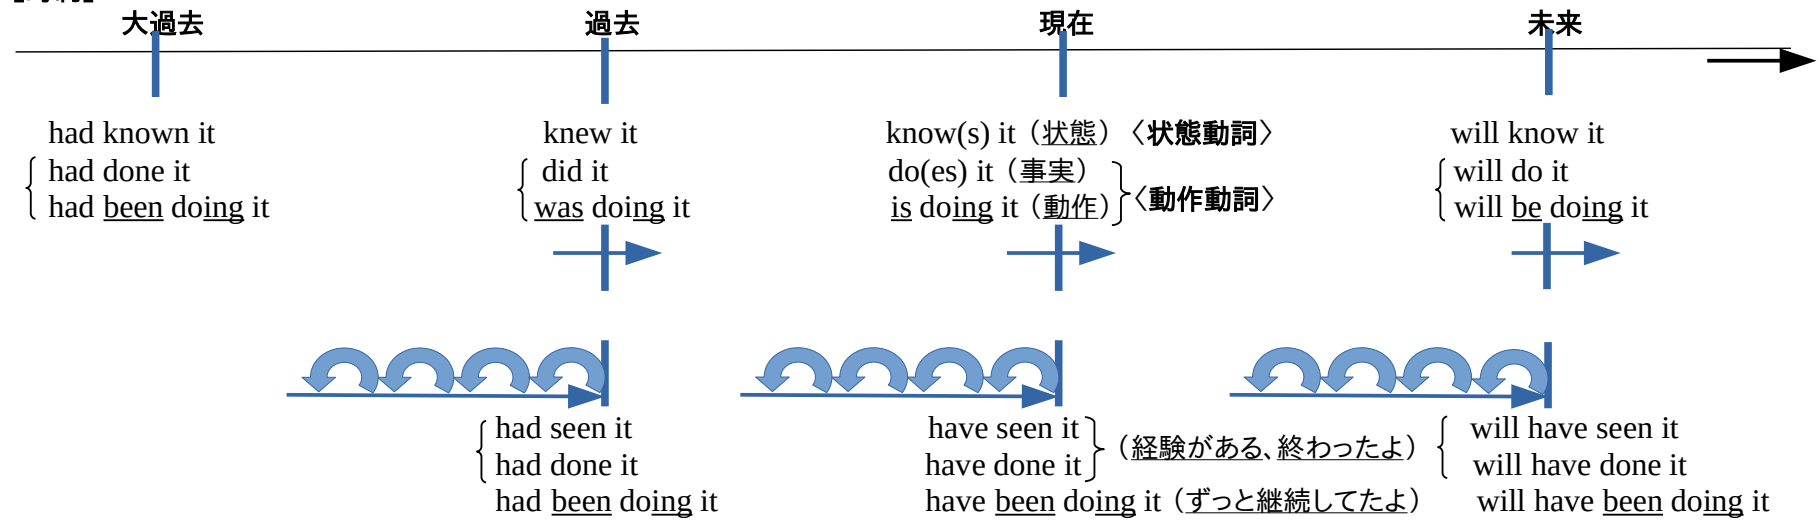 大過去 過去 現在 未来
had known it knew it know(s) it（状態）〈状態動詞〉 will know it
had done it did it do(es) it（事実） will do it
〈動作動詞〉
had been doing it was doing it is doing it（動作） will be doing it
had seen it have seen it will have seen it
（経験がある、終わったよ）
had done it have done it will have done it
had been doing it have been doing it（ずっと継続してたよ） will have been doing it